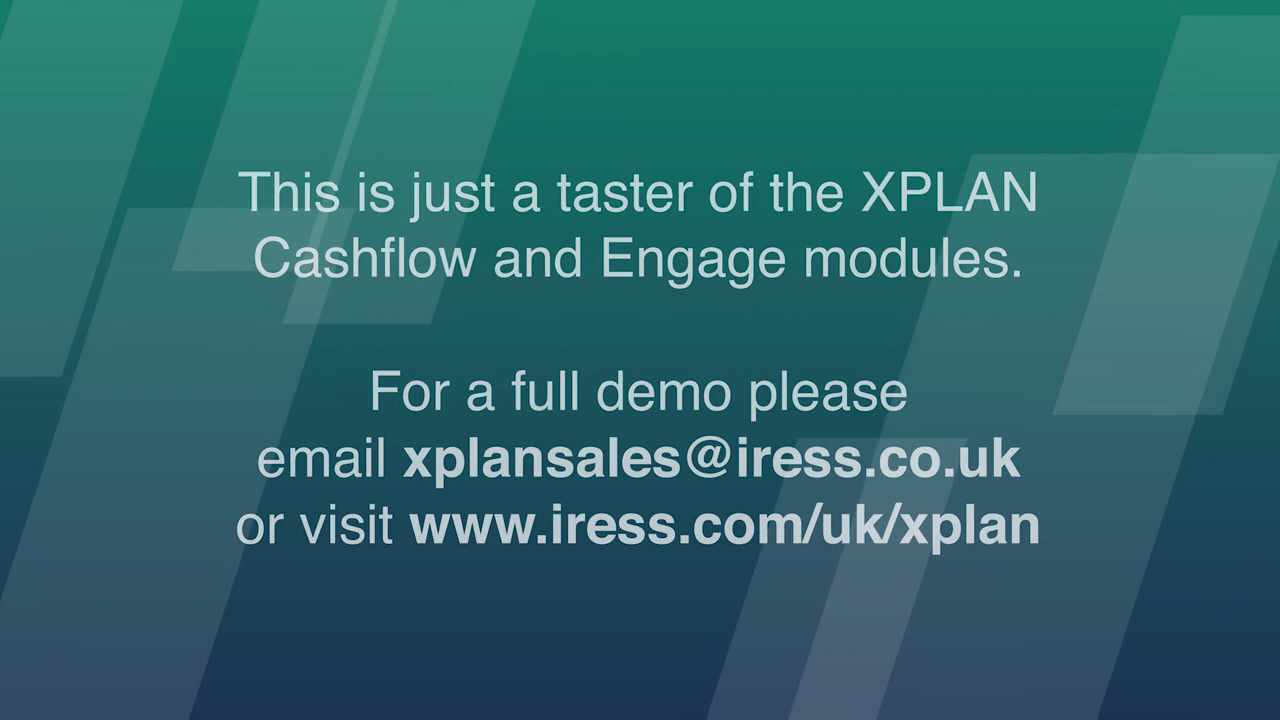 This is just a taster of the XPLAN
Cashflow and Engage modules.
For a full demo please
email xplansales@iress.co.uk
or visit www.iress.com/uk/xplan